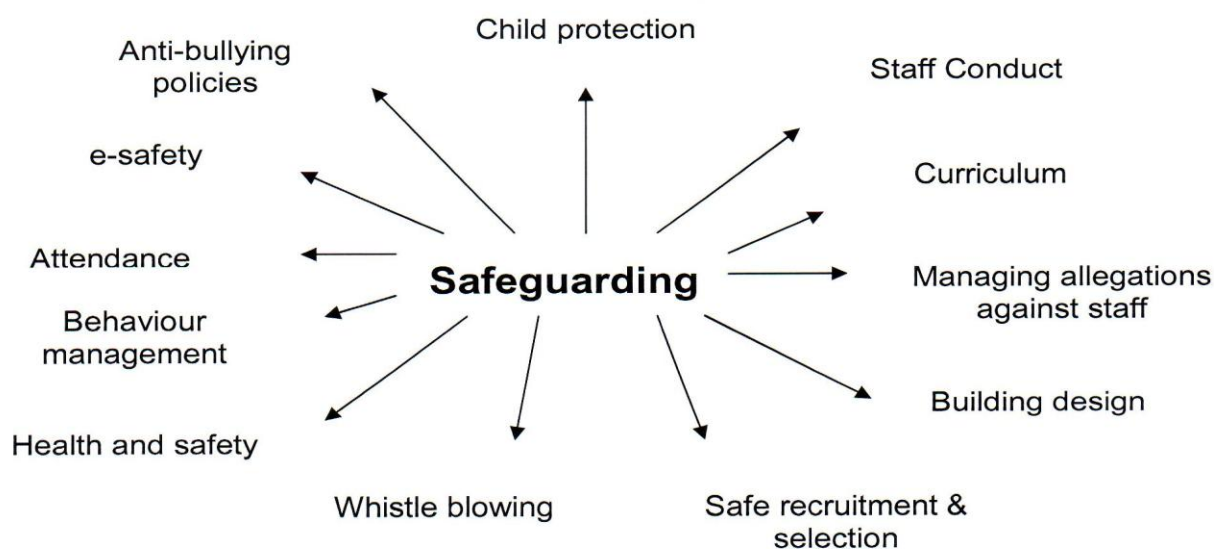 Child protection
Anti-bullying
policies
Staff Conduct
e-safety
Curriculum
Attendance
Safeguarding
Managing allegations
against staff
Behaviour
management
Building design
Health and safety
Whistle blowing
Safe recruitment &
selection